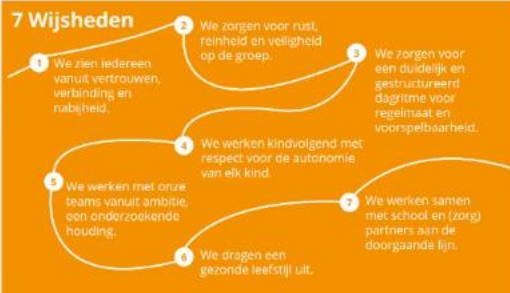 7 Wijsheden
1
We zien iedereen
vanuit vertrouwen,
verbinding en
nabijheid.
2
We zorgen voor rust,
reinheid en veiligheid
op de groep.
3
We zorgen voor
een duidelijk en
gestructureerd
dagritme voor
regelmaat en
voorspelbaarheid.
4
We werken kindvolgend met
respect voor de autonomie
van elk kind.
5
We werken met onze
teams vanuit ambitie,
een onderzoekende
houding.
6
We dragen een
gezonde leefstijl uit.
7
We werken samen
met school en (zorg)
partners aan de
doorgaande lijn.